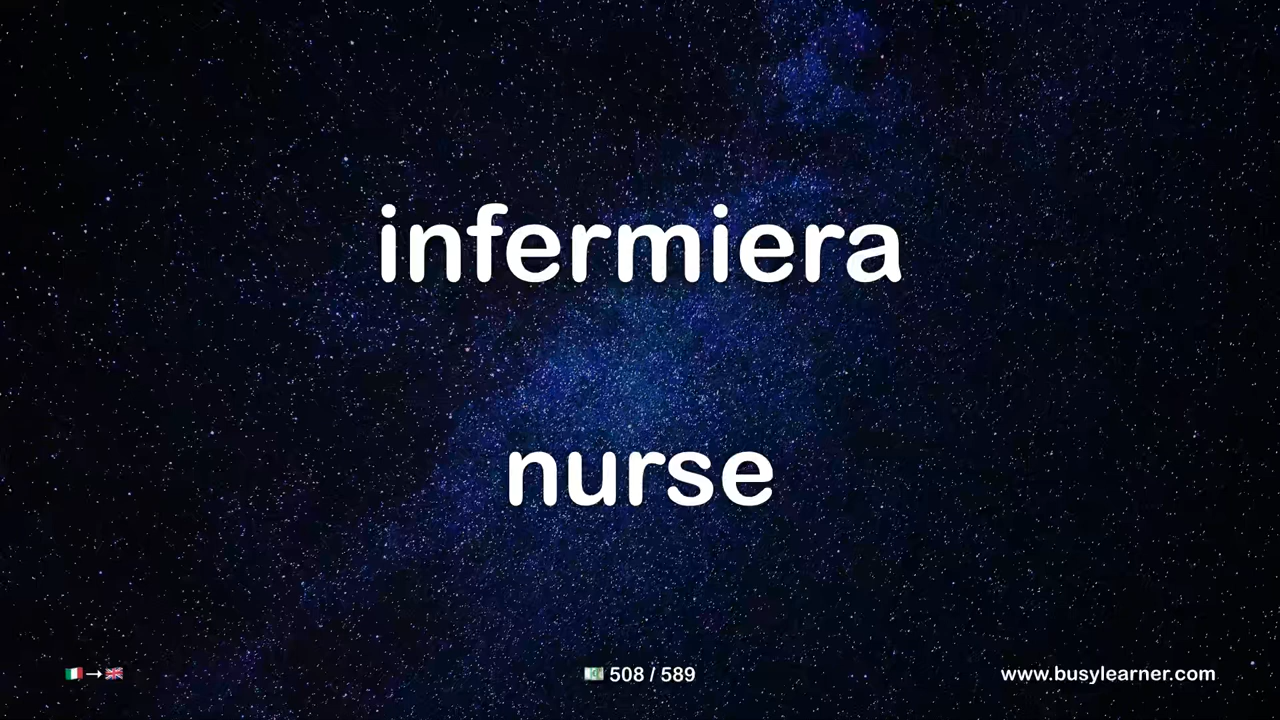 infermiera
nurse
🇮🇹→🇬🇧
💵 508 / 589
www.busylearner.com